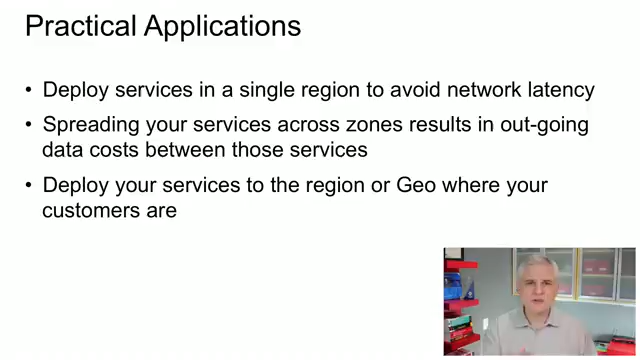 Practical Applications
• Deploy services in a single region to avoid network latency
• Spreading your services across zones results in out-going
data costs between those services
• Deploy your services to the region or Geo where your
customers are